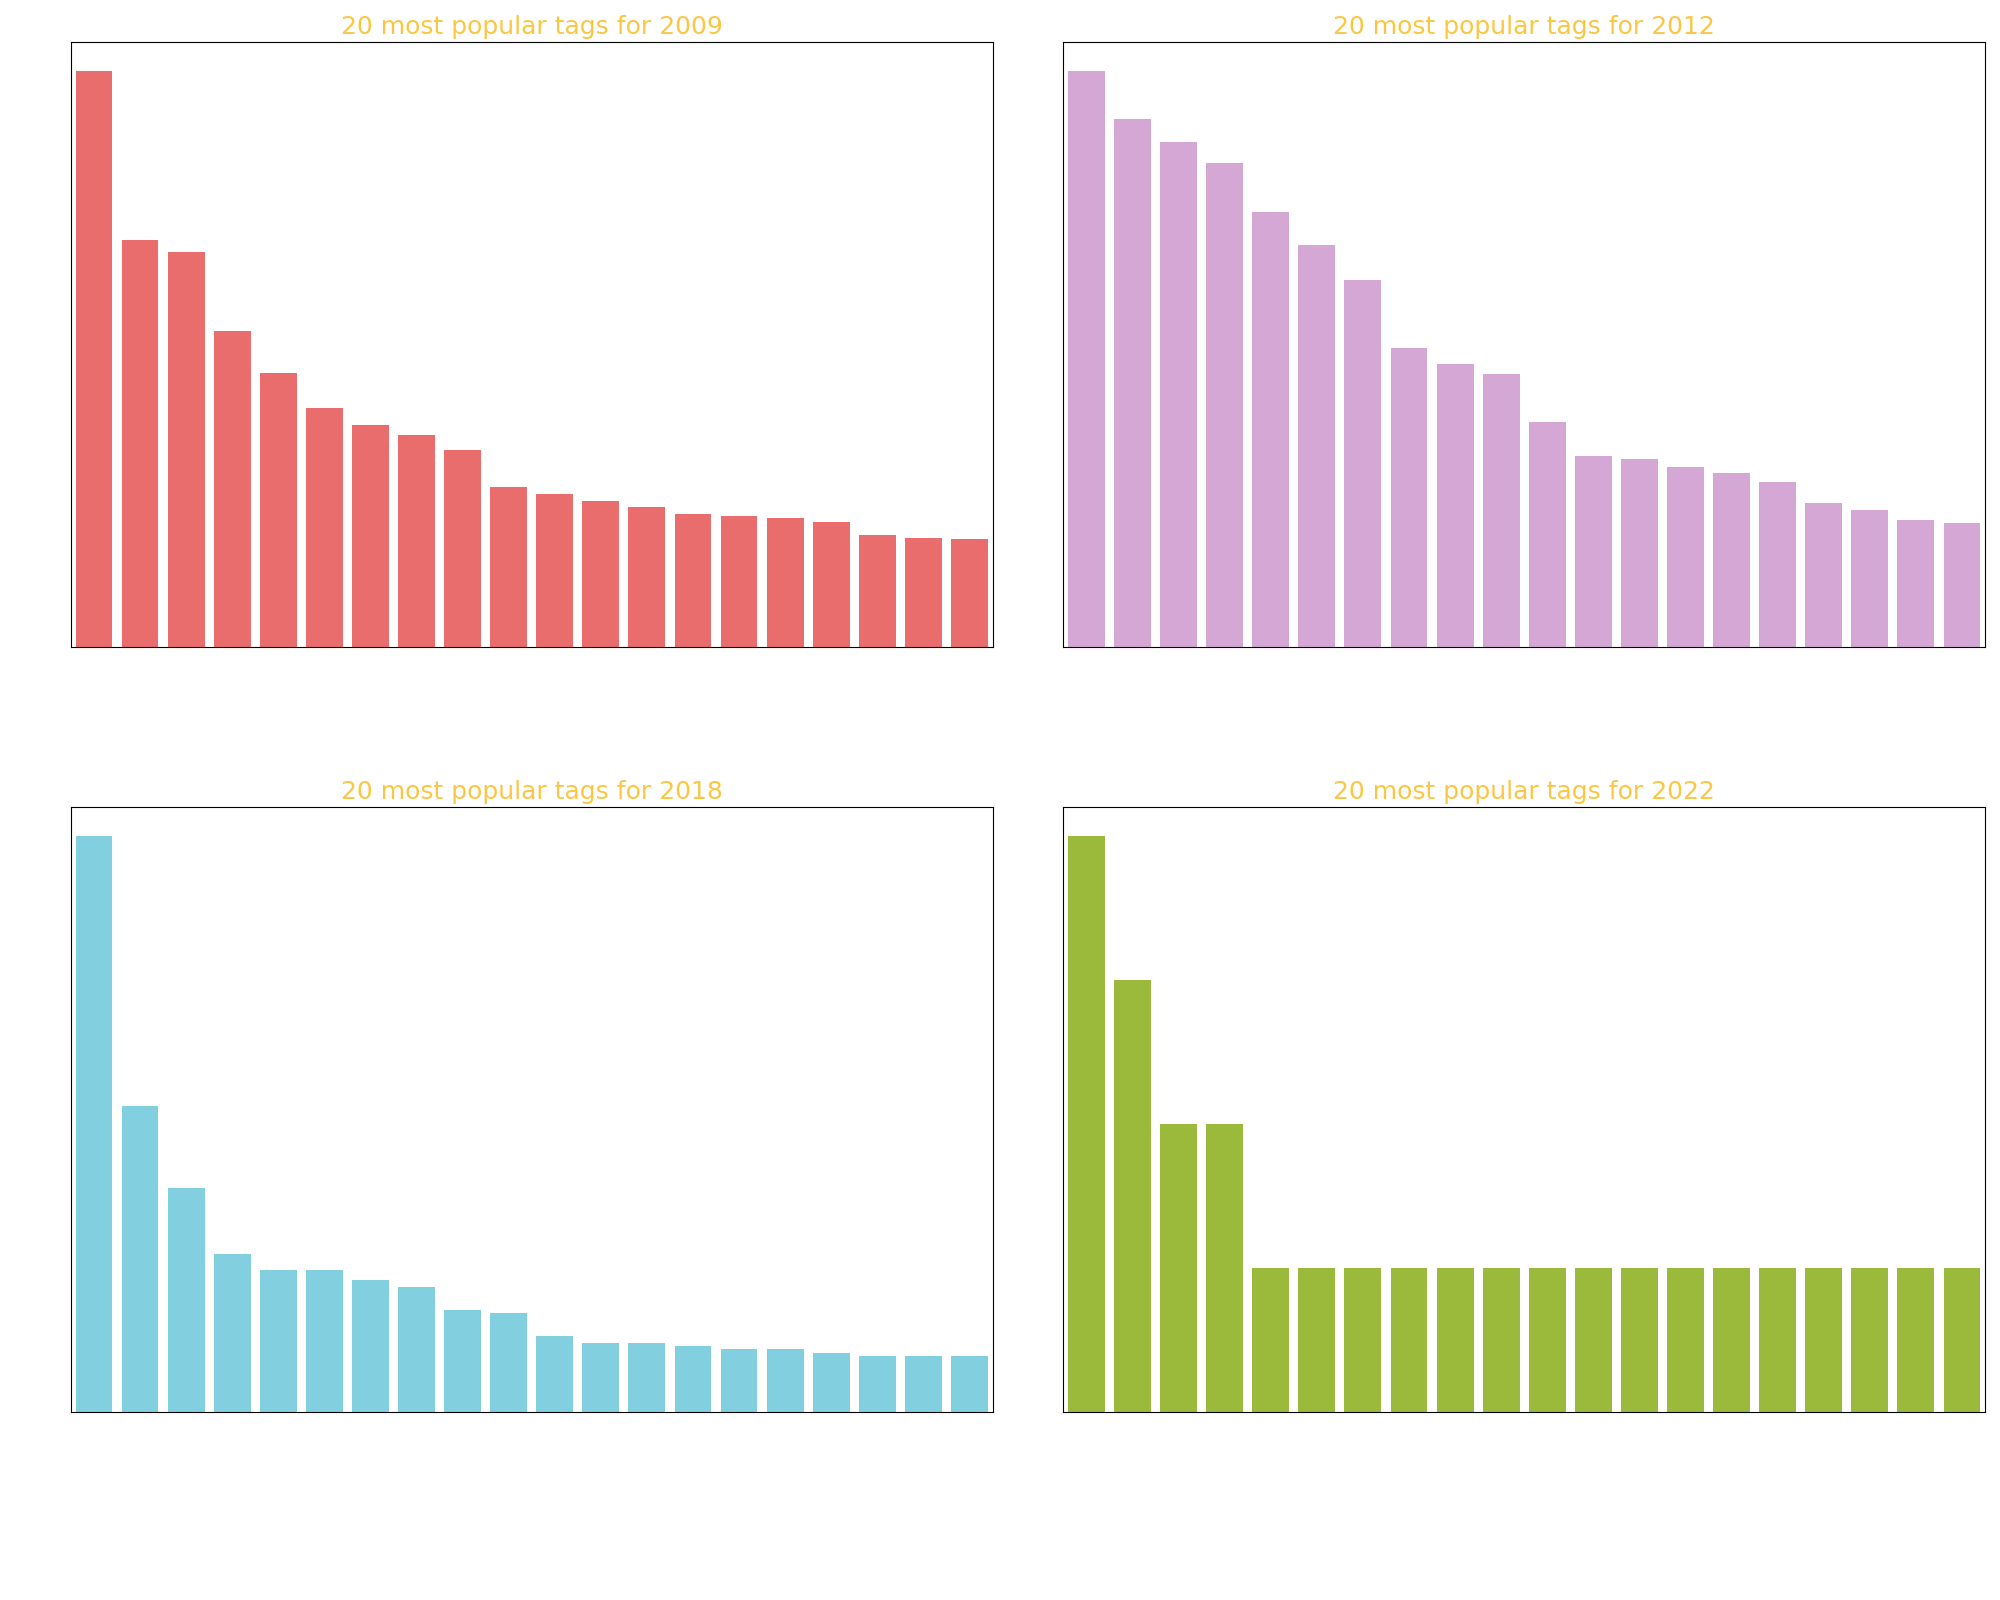 20 most popular tags for 2009
20 most popular tags for 2012
20 most popular tags for 2018
20 most popular tags for 2022